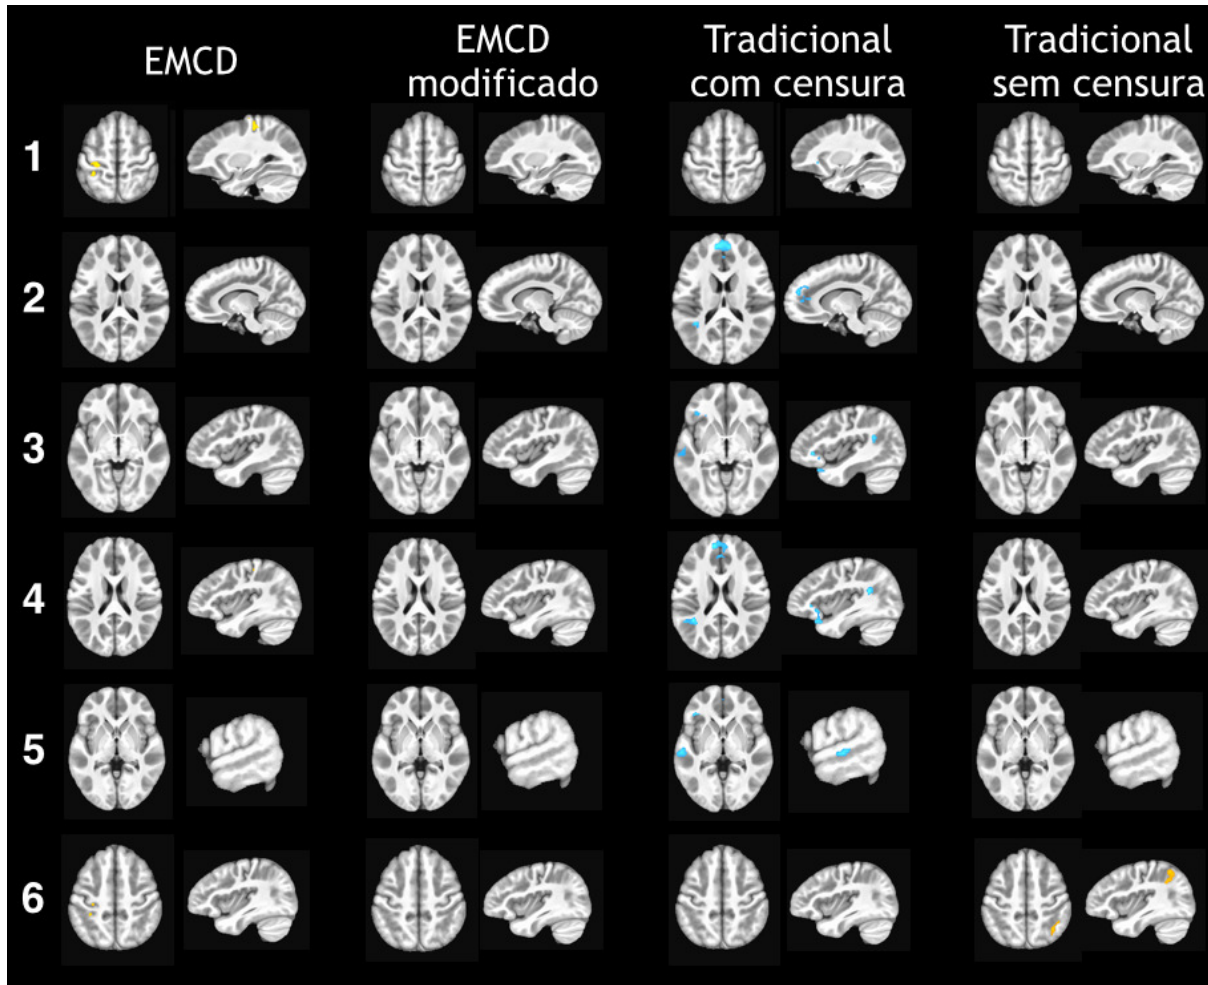 EMCD
EMCD
modificado
Tradicional
com censura
Tradicional
sem censura
1
2
3
4
5
6